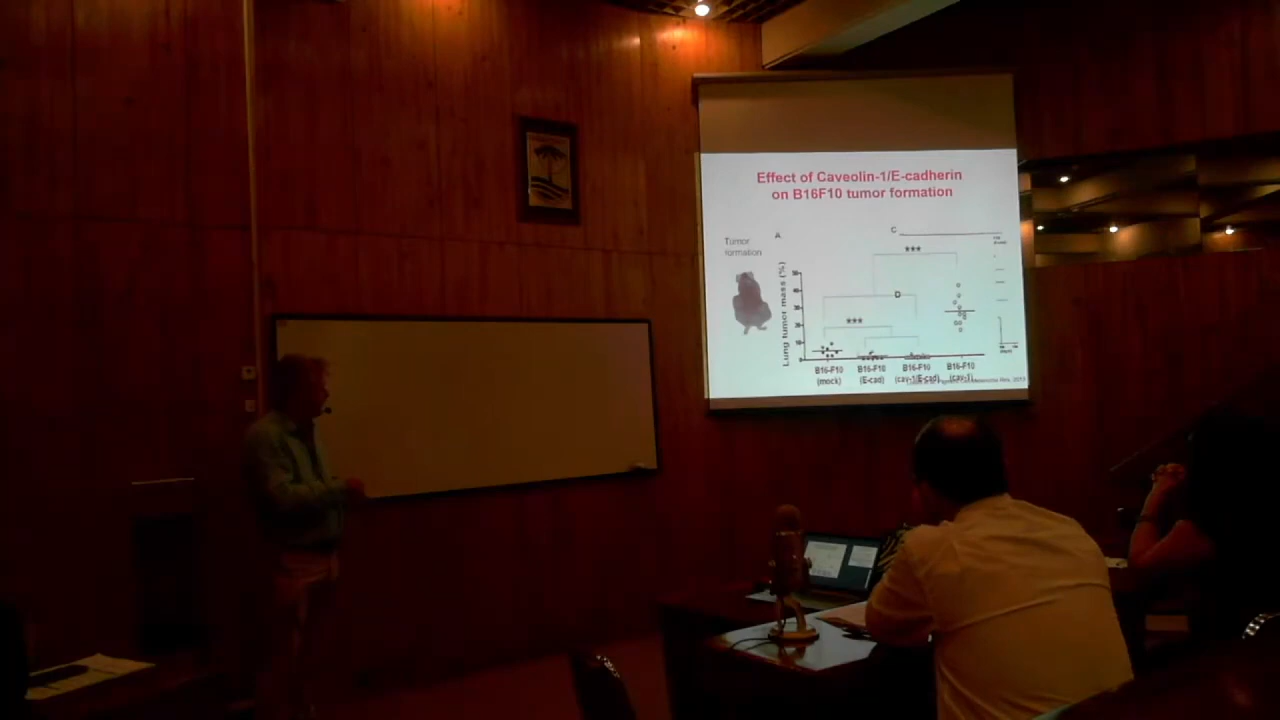 Effect of Caveolin-1/E-cadherin
on B16F10 tumor formation
Tumor
formation
A
C
***
D
***
Lung tumor mass (%)
B16-F10
(mock)
B16-F10
(E-cad)
B16-F10
(cav-1/E-cad)
B16-F10
(cav-1)